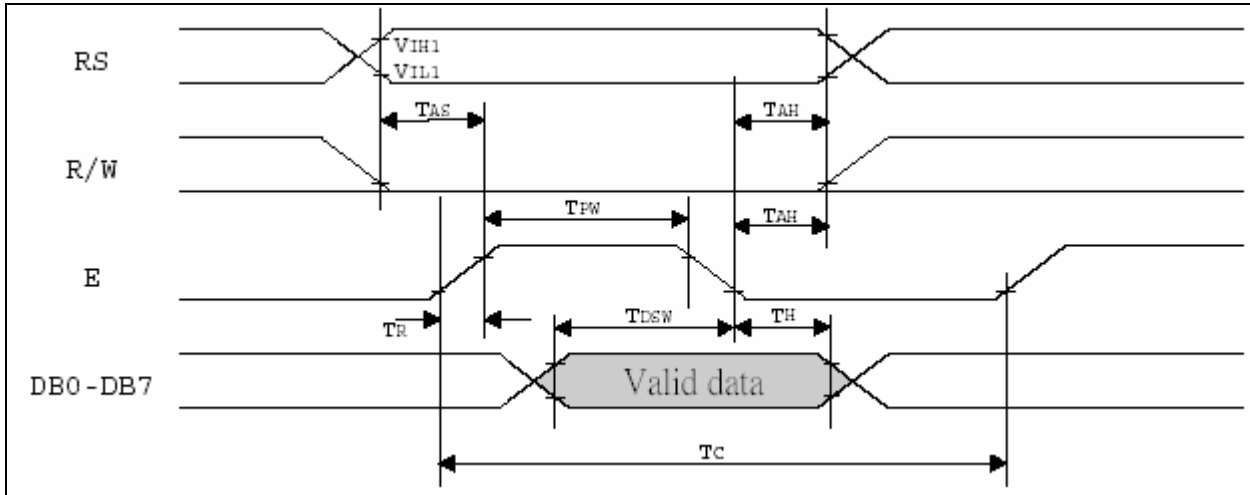 RS
VIH1
VIL1
TAS
TAH
R/W
TPW
TAH
E
TR
TDSW
TH
DB0-DB7
Valid data
TC